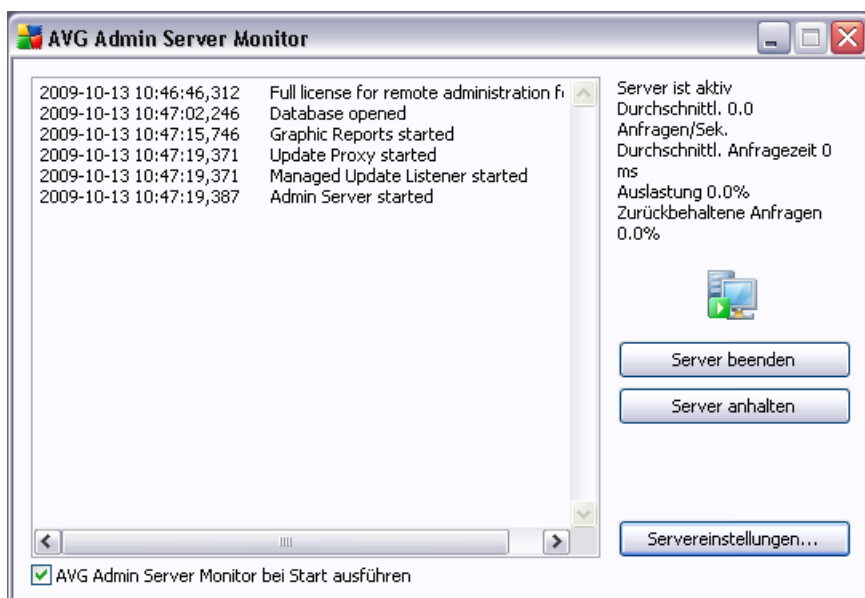 AVG Admin Server Monitor
2009-10-13 10:46:46,312 Full license for remote administration
2009-10-13 10:47:02,246 Database opened
2009-10-13 10:47:15,746 Graphic Reports started
2009-10-13 10:47:19,371 Update Proxy started
2009-10-13 10:47:19,371 Managed Update Listener started
2009-10-13 10:47:19,387 Admin Server started
Server ist aktiv
Durchschnittl. 0.0
Anfragen/Sek.
Durchschnittl. Anfragezeit 0
ms
Auslastung 0.0%
Zurückbehaltene Anfragen
0.0%
Server beenden
Server anhalten
Servereinstellungen...
AVG Admin Server Monitor bei Start ausführen